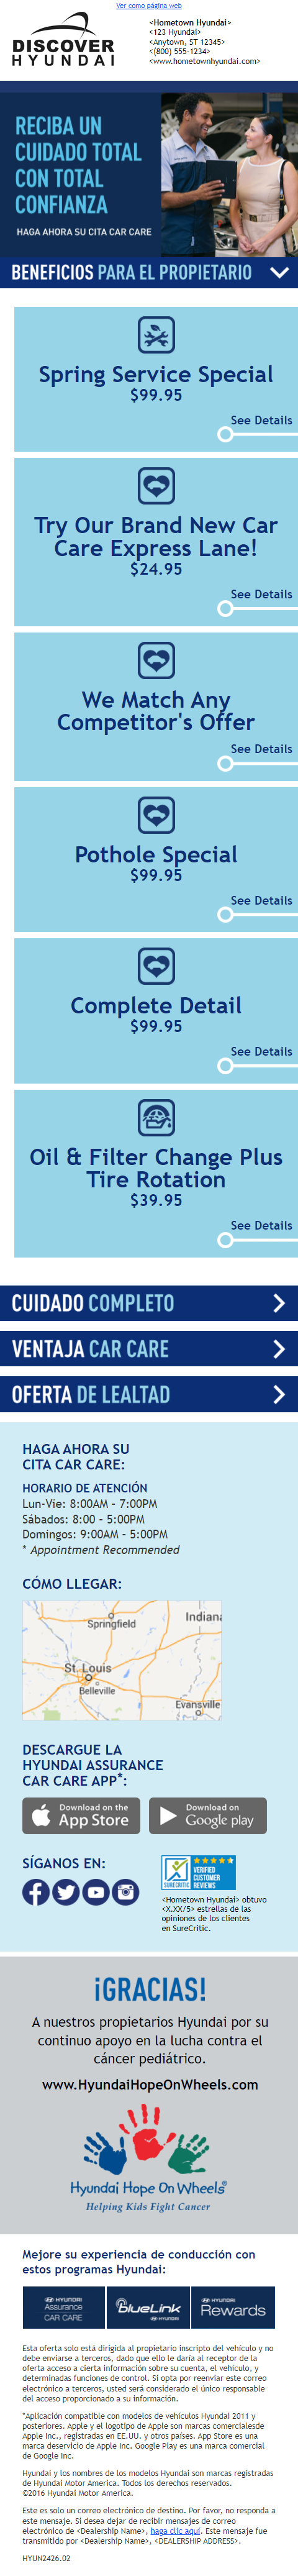 Ver como página web
DISCOVER
HYUNDAI
<Hometown Hyundai>
<123 Hyundai>
<Anytown, ST 12345>
<(800) 555-1234>
<www.hometownhyundai.com>
RECIBA UN
CUIDADO TOTAL
CON TOTAL
CONFIANZA
HAGA AHORA SU CITA CAR CARE
BENEFICIOS PARA EL PROPIETARIO
Spring Service Special
$99.95
See Details
Try Our Brand New Car
Care Express Lane!
$24.95
See Details
We Match Any
Competitor's Offer
See Details
Pothole Special
$99.95
See Details
Complete Detail
$99.95
See Details
Oil & Filter Change Plus
Tire Rotation
$39.95
See Details
CUIDADO COMPLETO
VENTAJA CAR CARE
OFERTA DE LEALTAD
HAGA AHORA SU
CITA CAR CARE:
HORARIO DE ATENCIÓN
Lun-Vie: 8:00AM - 7:00PM
Sábados: 8:00 - 5:00PM
Domingos: 9:00AM - 5:00PM
* Appointment Recommended
CÓMO LLEGAR:
Springfield
Indiana
St. Louis
Belleville
Evansville
DESCARGUE LA
HYUNDAI ASSURANCE
CAR CARE APP*:
Download on the
App Store
Download on
Google play
SÍGANOS EN:
SURECRITIC
VERIFIED
CUSTOMER
REVIEWS
<Hometown Hyundai> obtuvo
<X.XX/5> estrellas de las
opiniones de los clientes
en SureCritic.
¡GRACIAS!
A nuestros propietarios Hyundai por su
continuo apoyo en la lucha contra el
cáncer pediátrico.
www.HyundaiHopeOnWheels.com
Hyundai Hope On Wheels®
Helping Kids Fight Cancer
Mejore su experiencia de conducción con
estos programas Hyundai:
HYUNDAI
Assurance
CAR CARE
BlueLink
HYUNDAI
HYUNDAI
Rewards
Esta oferta solo está dirigida al propietario inscripto del vehículo y no
debe enviarse a terceros, dado que ello le daría al receptor de la
oferta acceso a cierta información sobre su cuenta, el vehículo, y
determinadas funciones de control. Si opta por reenviar este correo
electrónico a terceros, usted será considerado el único responsable
del acceso proporcionado a su información.
*Aplicación compatible con modelos de vehículos Hyundai 2011 y
posteriores. Apple y el logotipo de Apple son marcas comercialesde
Apple Inc., registradas en EE.UU. y otros países. App Store es una
marca deservicio de Apple Inc. Google Play es una marca comercial
de Google Inc.
Hyundai y los nombres de los modelos Hyundai son marcas registradas
de Hyundai Motor America. Todos los derechos reservados.
©2016 Hyundai Motor America.
Este es solo un correo electrónico de destino. Por favor, no responda a
este mensaje. Si desea dejar de recibir mensajes de correo
electrónico de <Dealership Name>, haga clic aquí. Este mensaje fue
transmitido por <Dealership Name>, <DEALERSHIP ADDRESS>.
HYUN2426.02